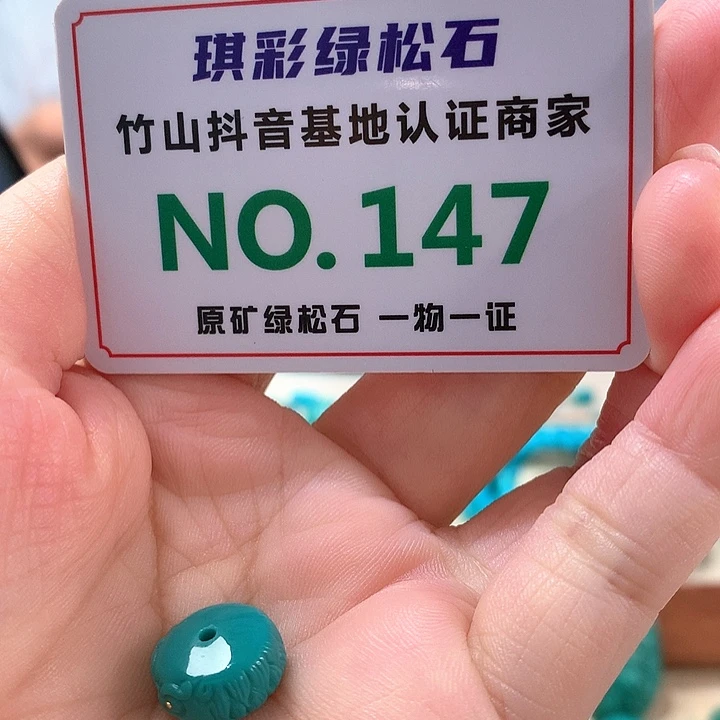 琪彩绿松石
竹山抖音基地认证商家
NO.147
原矿绿松石 一物一证